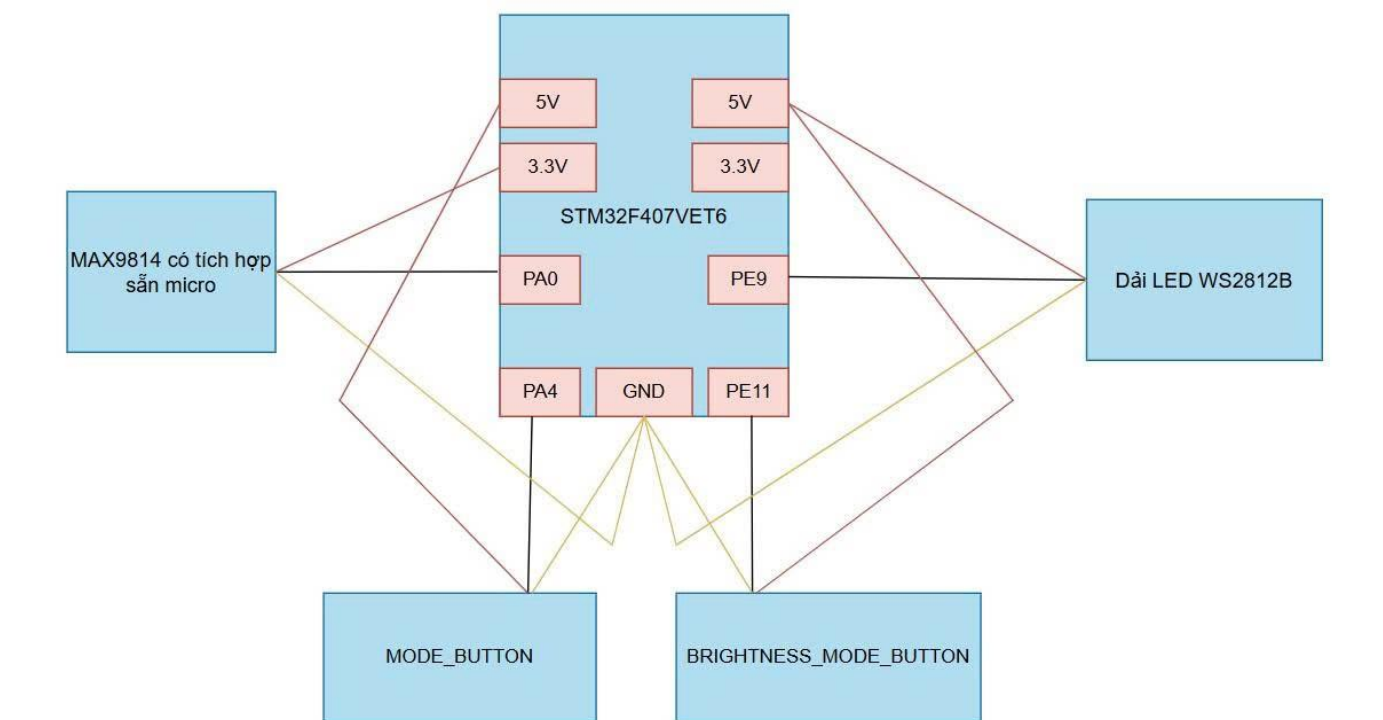 5V
5V
3.3V
3.3V
STM32F407VET6
MAX9814 có tích hợp
sẵn micro
PA0
PE9
Dải LED WS2812B
PA4
GND
PE11
MODE_BUTTON
BRIGHTNESS_MODE_BUTTON